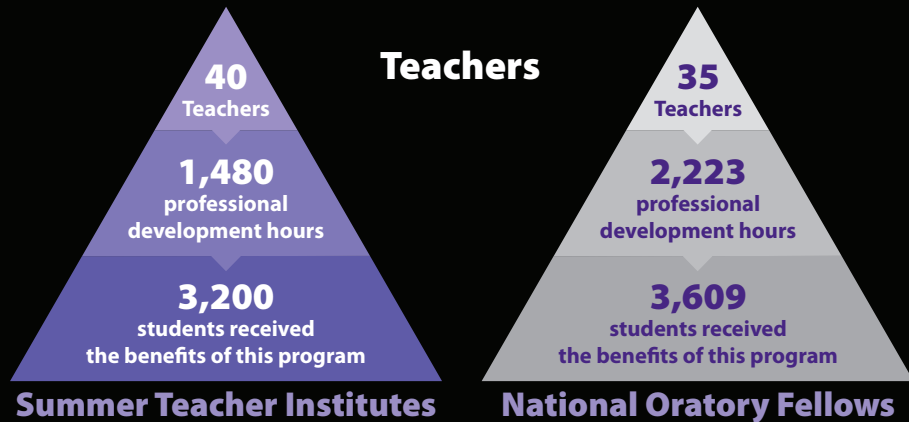 Teachers
40
Teachers
1,480
professional
development hours
3,200
students received
the benefits of this program
Summer Teacher Institutes
35
Teachers
2,223
professional
development hours
3,609
students received
the benefits of this program
National Oratory Fellows